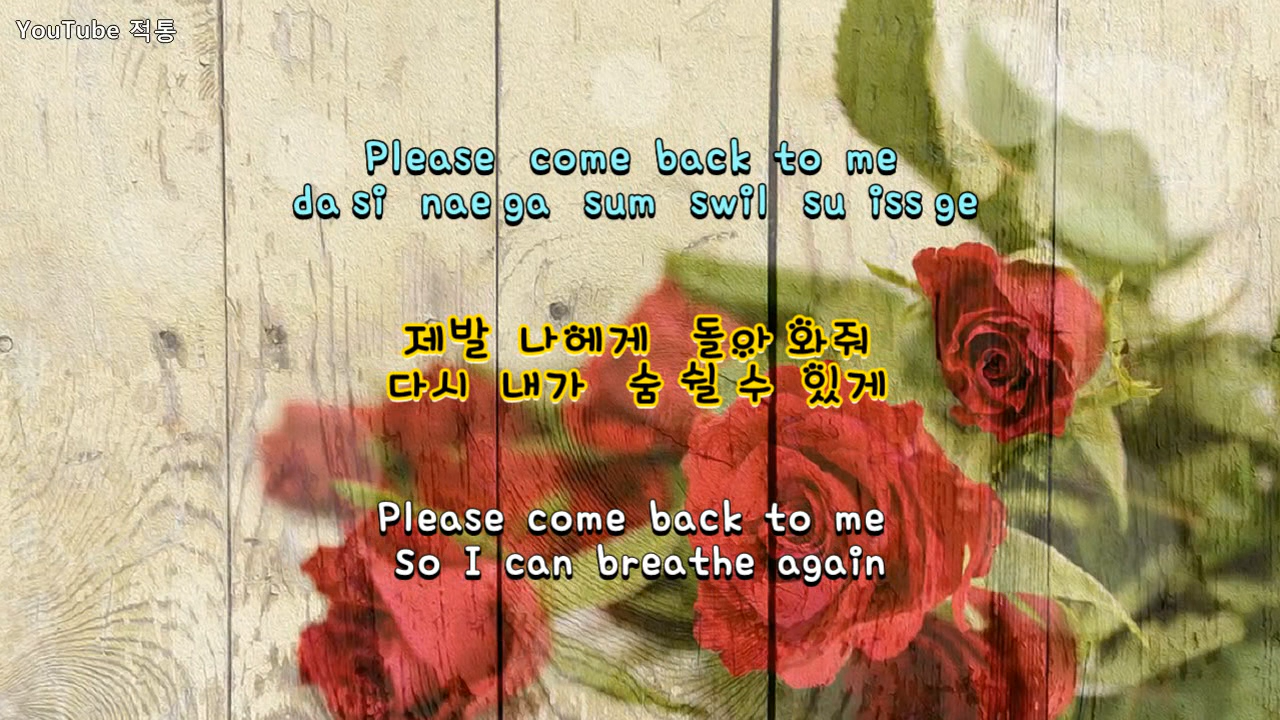 YouTube 적통
Please come back to me
da si nae ga sum swil su iss ge
제발 나에게 돌아 와줘
다시 내가 숨 쉴 수 있게
Please come back to me
So I can breathe again